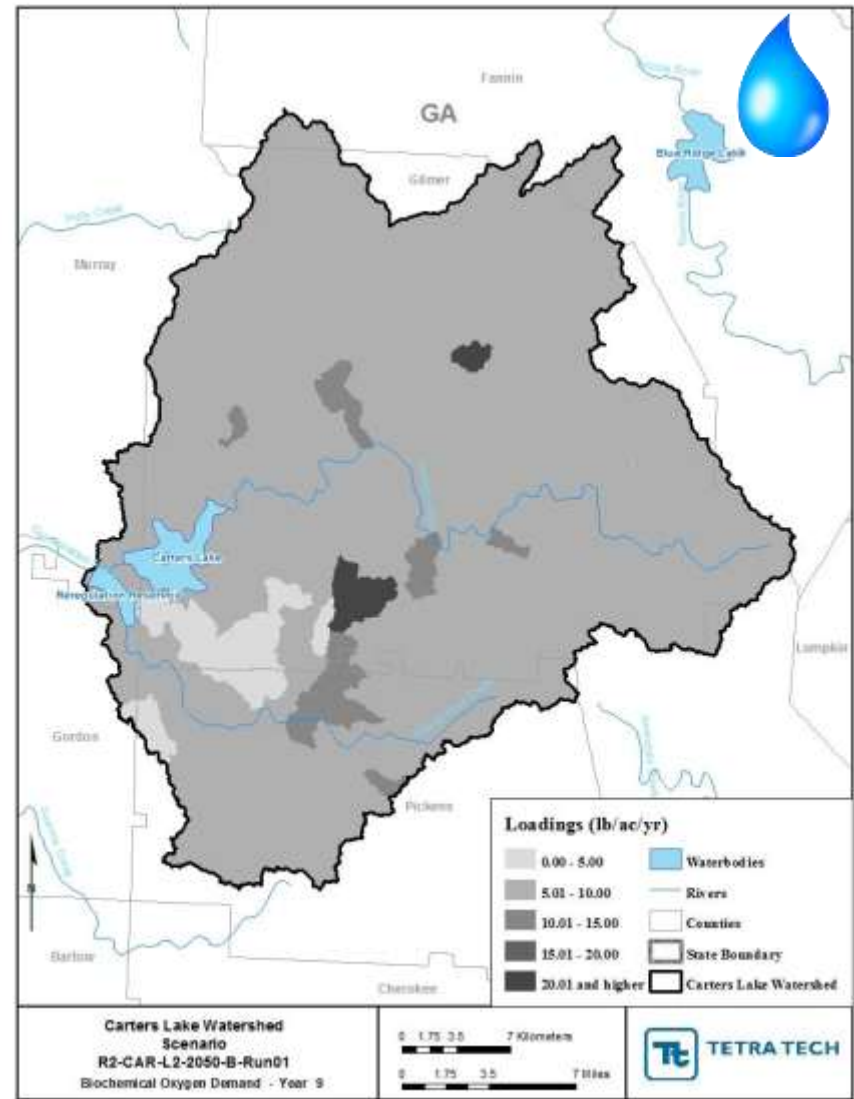 Fannin
GA
Blue Ridge Lake
Gilmer
Murray
Carters Lake
Reregulation Reservoir
Lumpkin
Gordon
Pickens
Bartow
Cherokee
N
Loadings (lb/ac/yr)
0.00 - 5.00 Waterbodies
5.01 - 10.00 Rivers
10.01 - 15.00 Counties
15.01 - 20.00 State Boundary
20.01 and higher Carters Lake Watershed
Carters Lake Watershed
Scenario
R2-CAR-L2-2050-B-Run01
Biochemical Oxygen Demand - Year 9
0 1.75 3.5 7 Kilometers
0 1.75 3.5 7 Miles
Tt TETRA TECH